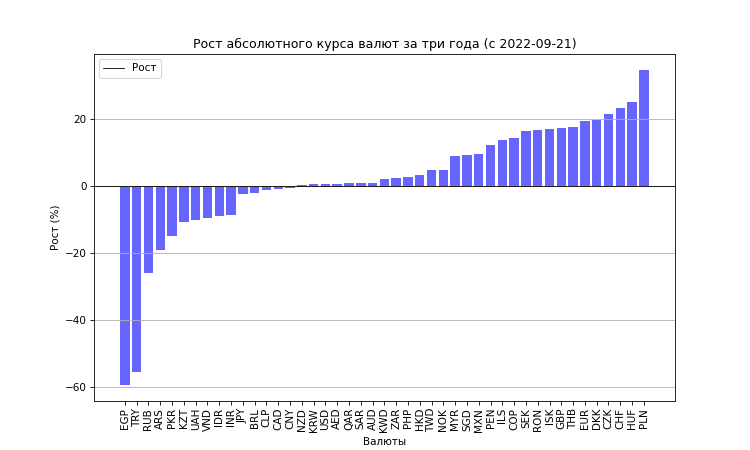 Рост абсолютного курса валют за три года (с 2022-09-21)
Рост
20
0
−20
−40
−60
Рост (%)
EGP
TRY
RUB
ARS
PKR
KZT
UAH
VND
IDR
INR
JPY
BRL
CLP
CAD
CNY
NZD
KRW
USD
AED
QAR
SAR
AUD
KWD
ZAR
PHP
HKD
TWD
NOK
MYR
SGD
MXN
PEN
ILS
COP
SEK
RON
ISK
GBP
THB
EUR
DKK
CZK
CHF
HUF
PLN
Валюты